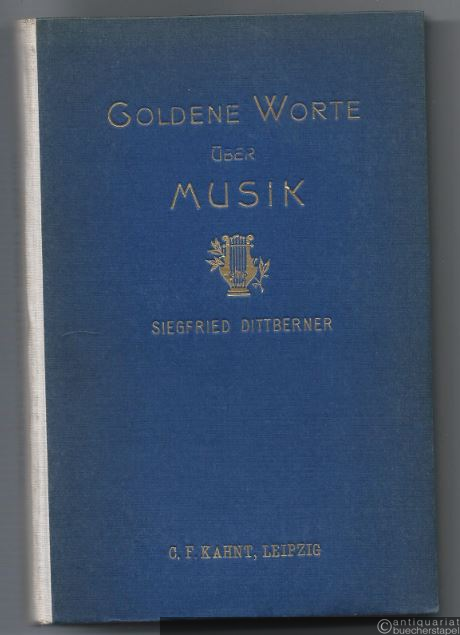 GOLDENE WORTE
ÜBER
MUSIK
SIEGFRIED DITTBERNER
C. F. KAHNT, LEIPZIG
antiquariat
buecherstapel